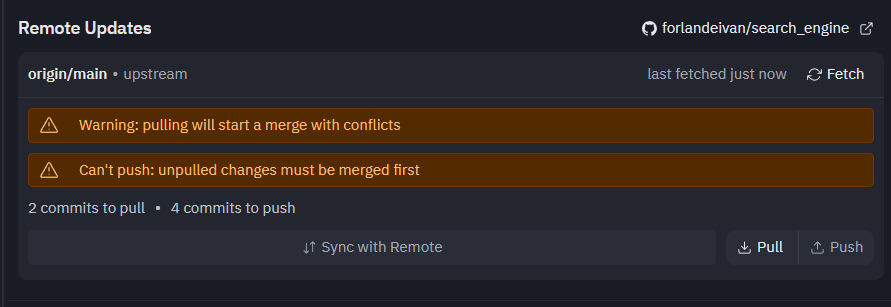 Remote Updates
forlandeivan/search_engine
origin/main • upstream
last fetched just now
Fetch
Warning: pulling will start a merge with conflicts
Can't push: unpulled changes must be merged first
2 commits to pull • 4 commits to push
Sync with Remote
Pull
Push